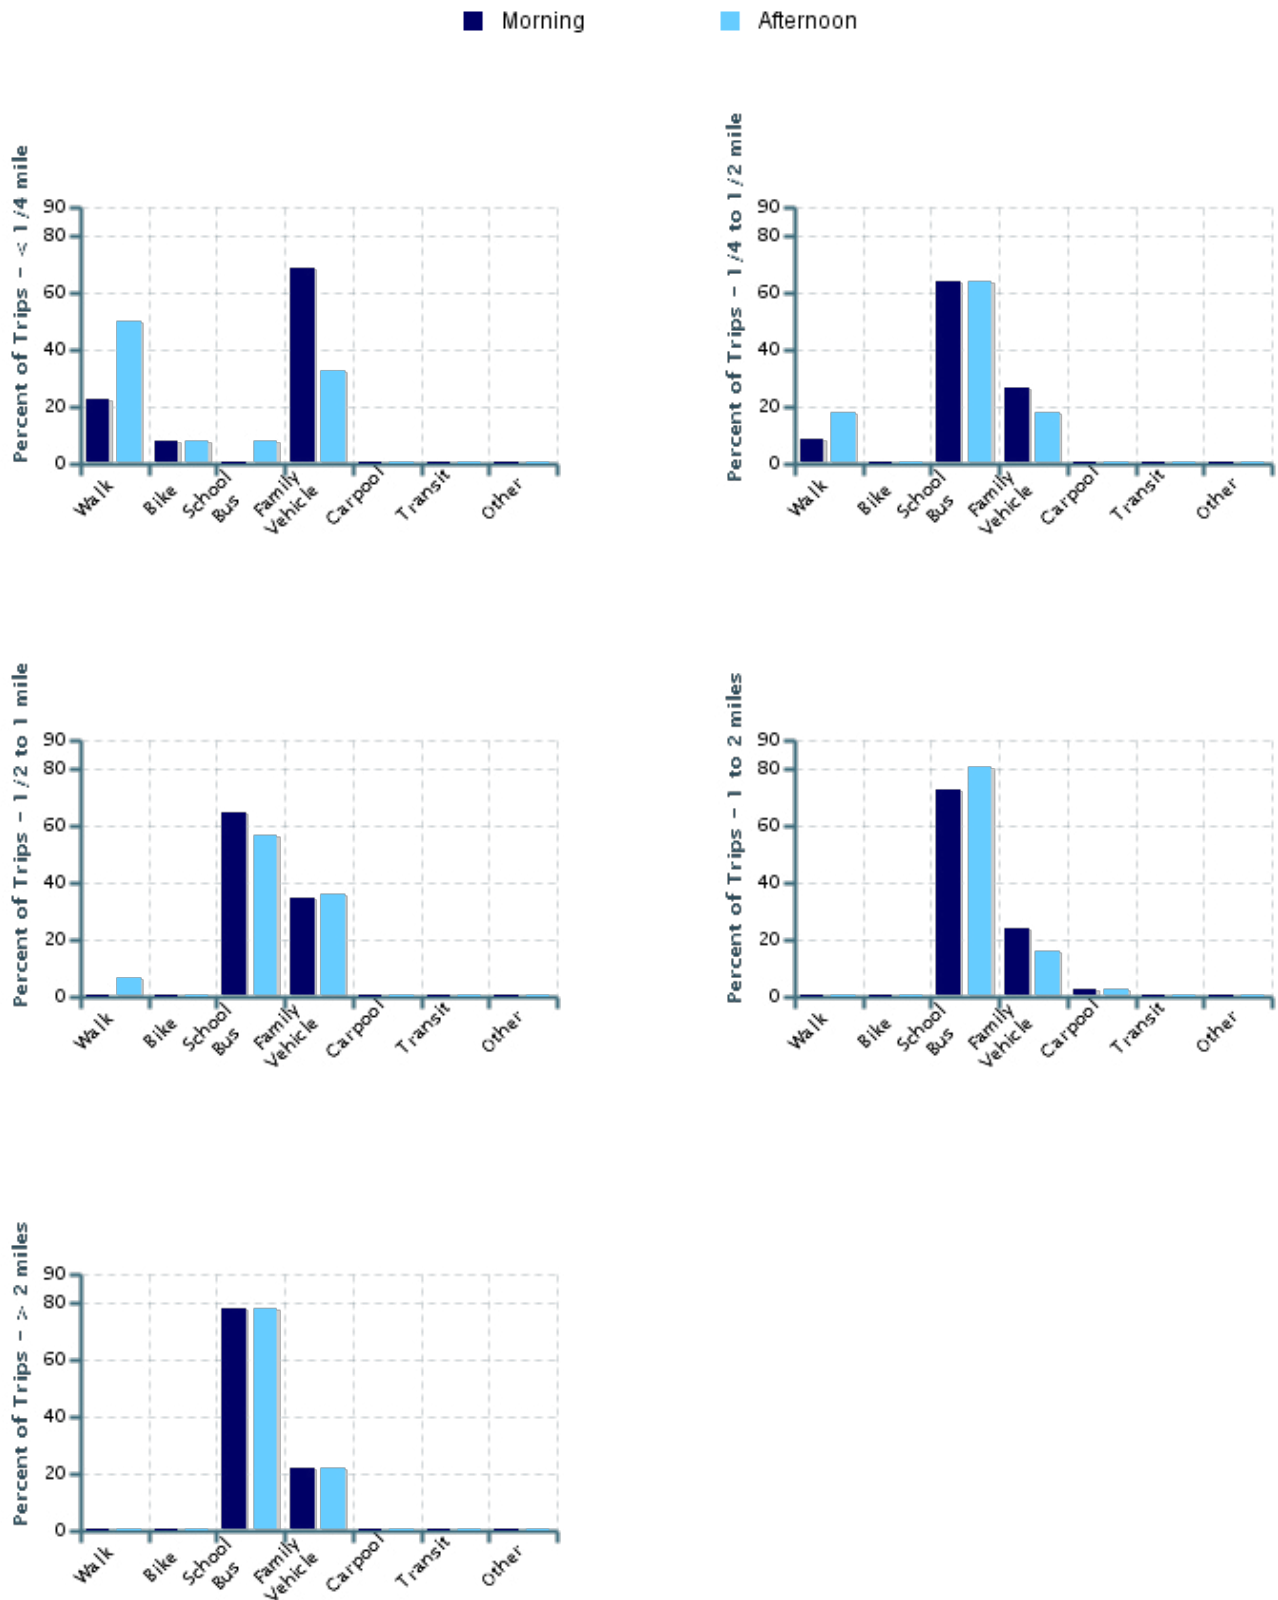 Morning Afternoon
Percent of Trips - < 1/4 mile
90
80
60
40
20
0
Walk
Bike
School Bus
Family Vehicle
Carpool
Transit
Other
Percent of Trips - 1/4 to 1/2 mile
90
80
60
40
20
0
Walk
Bike
School Bus
Family Vehicle
Carpool
Transit
Other
Percent of Trips - 1/2 to 1 mile
90
80
60
40
20
0
Walk
Bike
School Bus
Family Vehicle
Carpool
Transit
Other
Percent of Trips - 1 to 2 miles
90
80
60
40
20
0
Walk
Bike
School Bus
Family Vehicle
Carpool
Transit
Other
Percent of Trips - > 2 miles
90
80
60
40
20
0
Walk
Bike
School Bus
Family Vehicle
Carpool
Transit
Other